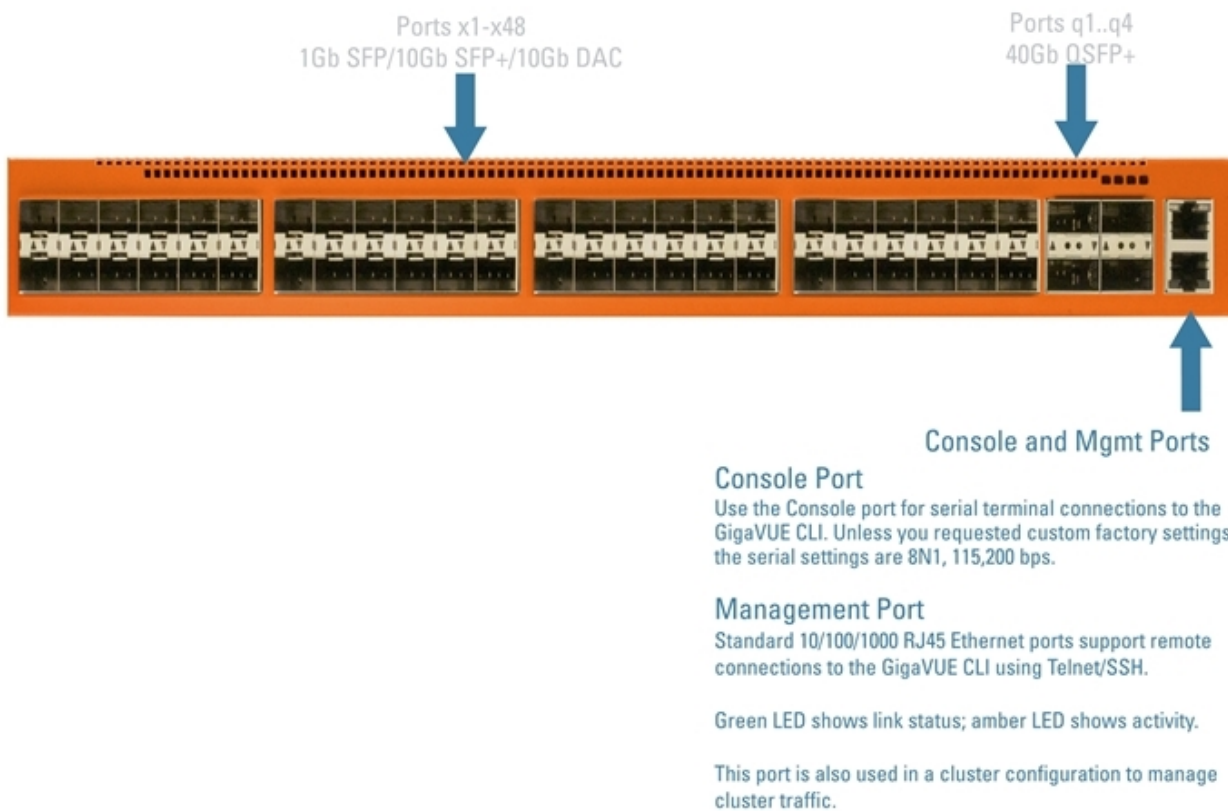 Ports x1-x48
1Gb SFP/10Gb SFP+/10Gb DAC
Ports q1..q4
40Gb QSFP+
Console and Mgmt Ports
Console Port
Use the Console port for serial terminal connections to the
GigaVUE CLI. Unless you requested custom factory settings
the serial settings are 8N1, 115,200 bps.
Management Port
Standard 10/100/1000 RJ45 Ethernet ports support remote
connections to the GigaVUE CLI using Telnet/SSH.
Green LED shows link status; amber LED shows activity.
This port is also used in a cluster configuration to manage
cluster traffic.